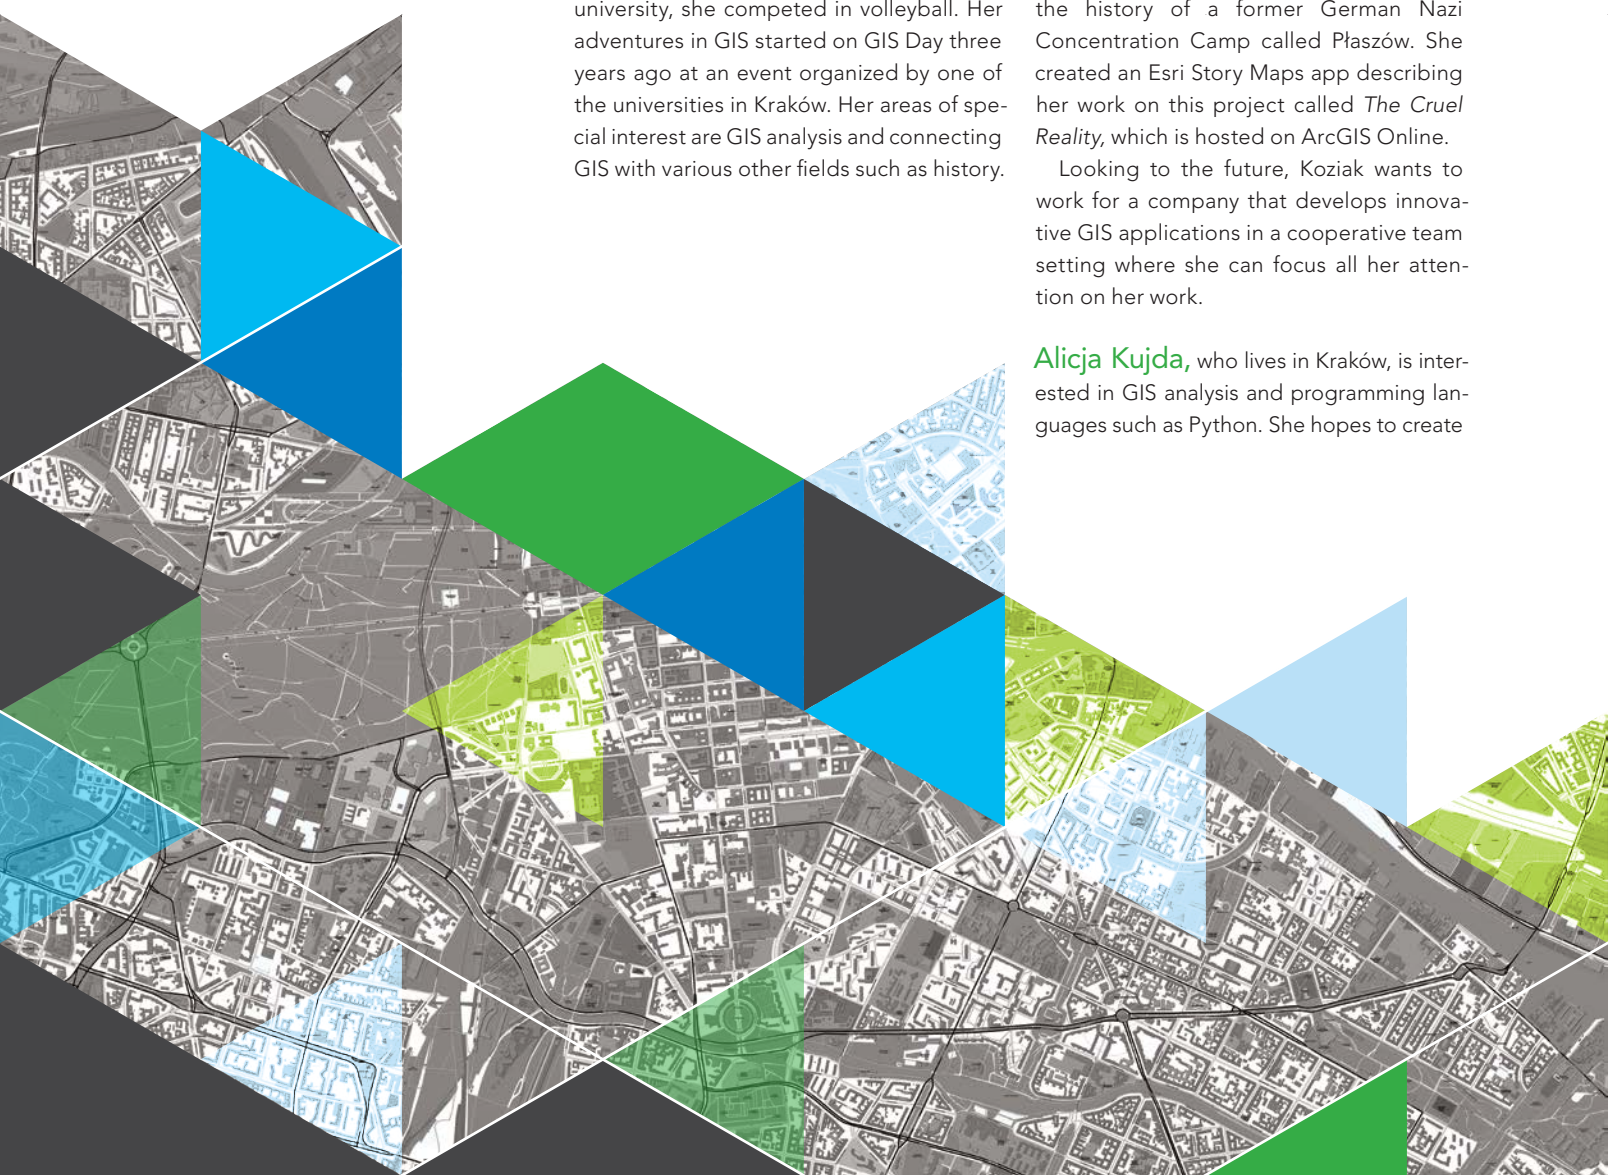 university, she competed in volleyball. Her
adventures in GIS started on GIS Day three
years ago at an event organized by one of
the universities in Kraków. Her areas of spe-
cial interest are GIS analysis and connecting
GIS with various other fields such as history.
the history of a former German Nazi
Concentration Camp called Płaszów. She
created an Esri Story Maps app describing
her work on this project called The Cruel
Reality, which is hosted on ArcGIS Online.
Looking to the future, Koziak wants to
work for a company that develops innova-
tive GIS applications in a cooperative team
setting where she can focus all her atten-
tion on her work.
Alicja Kujda, who lives in Kraków, is inter-
ested in GIS analysis and programming lan-
guages such as Python. She hopes to create